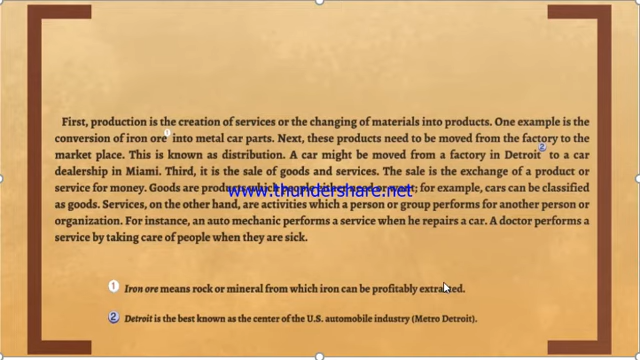 First, production is the creation of services or the changing of materials into products. One example is the
conversion of iron ore① into metal car parts. Next, these products need to be moved from the factory to the
market place. This is known as distribution. A car might be moved from a factory in Detroit② to a car
dealership in Miami. Third, it is the sale of goods and services. The sale is the exchange of a product or
service for money. Goods are products which people either need or want; for example, cars can be classified
www.thundershare.net
as goods. Services, on the other hand, are activities which a person or group performs for another person or
organization. For instance, an auto mechanic performs a service when he repairs a car. A doctor performs a
service by taking care of people when they are sick.
① Iron ore means rock or mineral from which iron can be profitably extracted.
② Detroit is the best known as the center of the U.S. automobile industry (Metro Detroit).